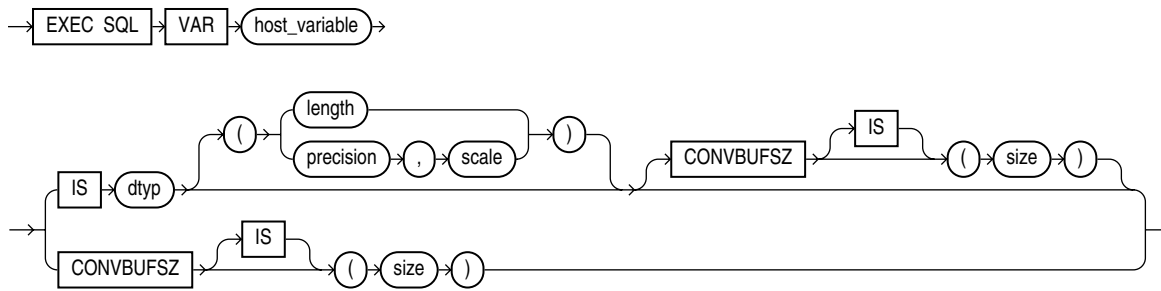 EXEC SQL VAR host_variable
length
( )
precision , scale
IS
CONVBUFSZ ( size )
IS dtyp
IS
CONVBUFSZ ( size )